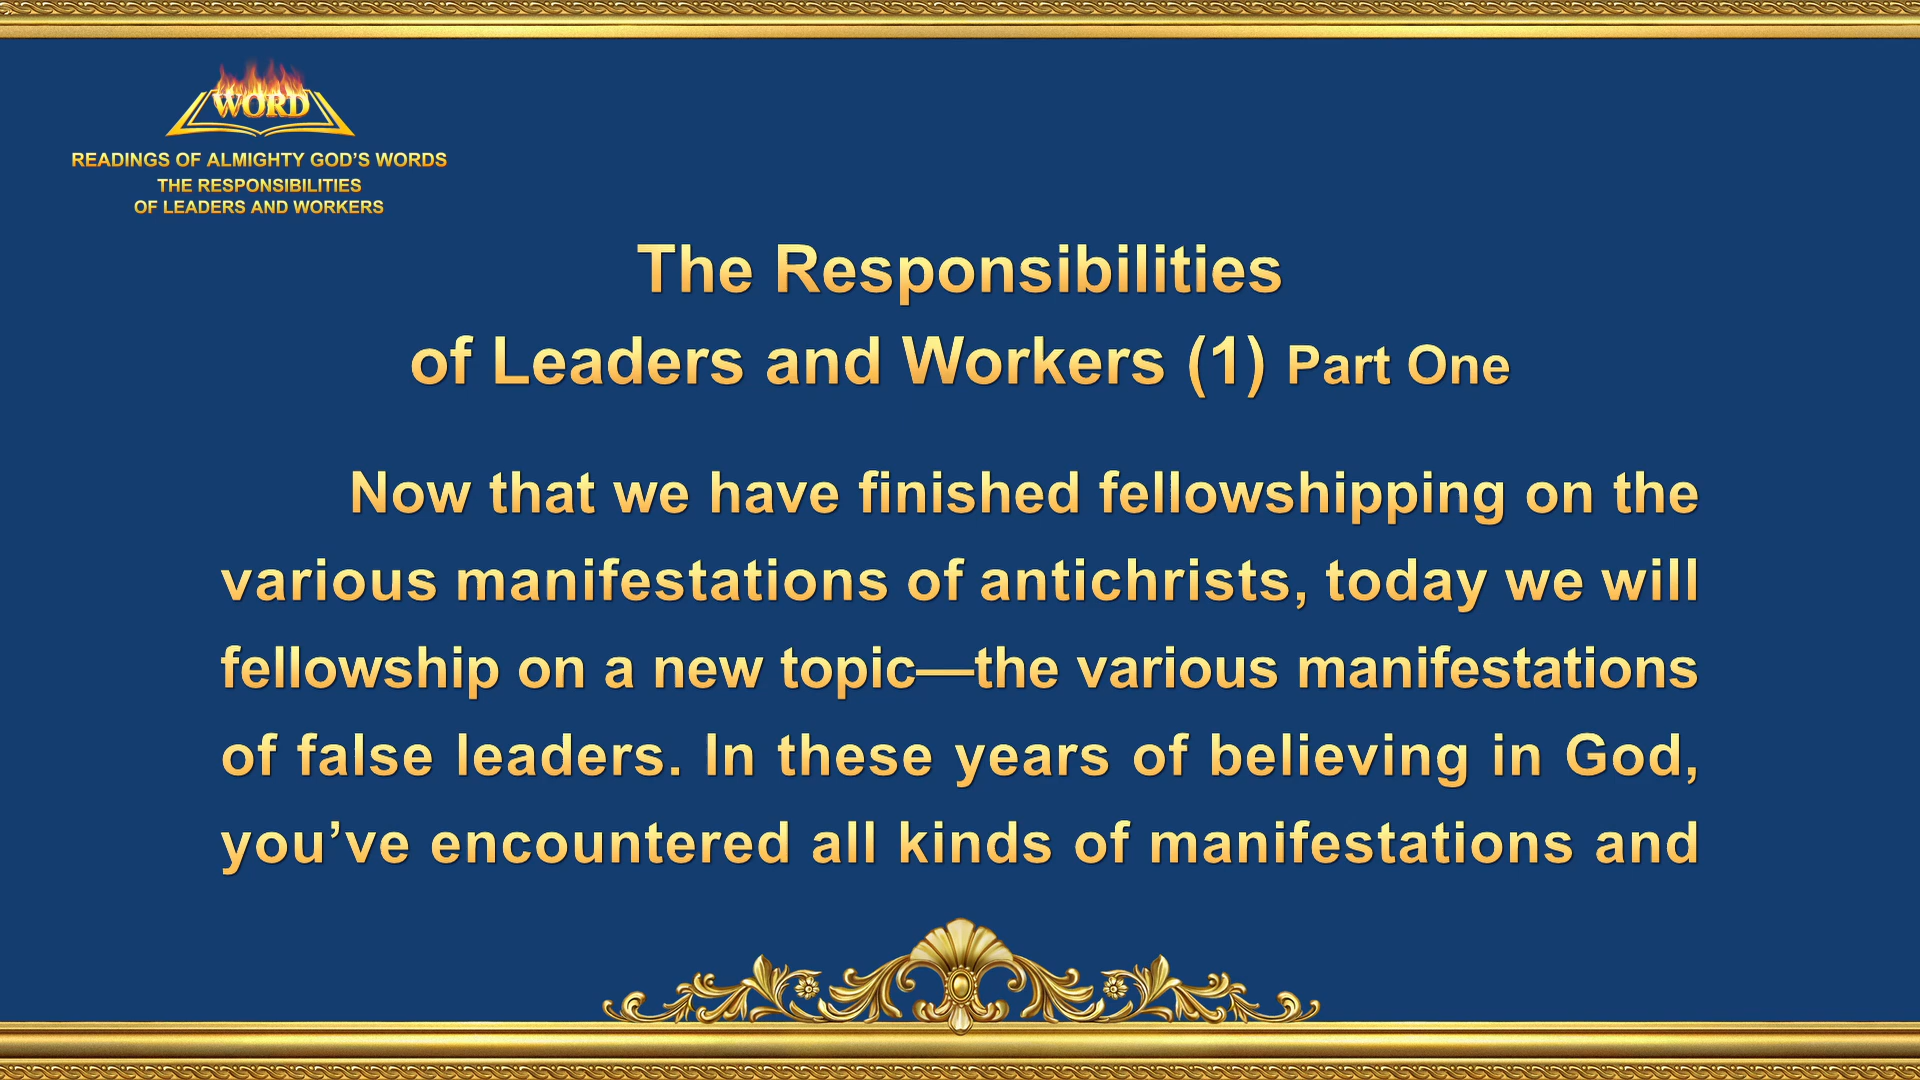 WORD
READINGS OF ALMIGHTY GOD’S WORDS
THE RESPONSIBILITIES
OF LEADERS AND WORKERS
The Responsibilities
of Leaders and Workers (1) Part One
Now that we have finished fellowshipping on the
various manifestations of antichrists, today we will
fellowship on a new topic—the various manifestations
of false leaders. In these years of believing in God,
you’ve encountered all kinds of manifestations and